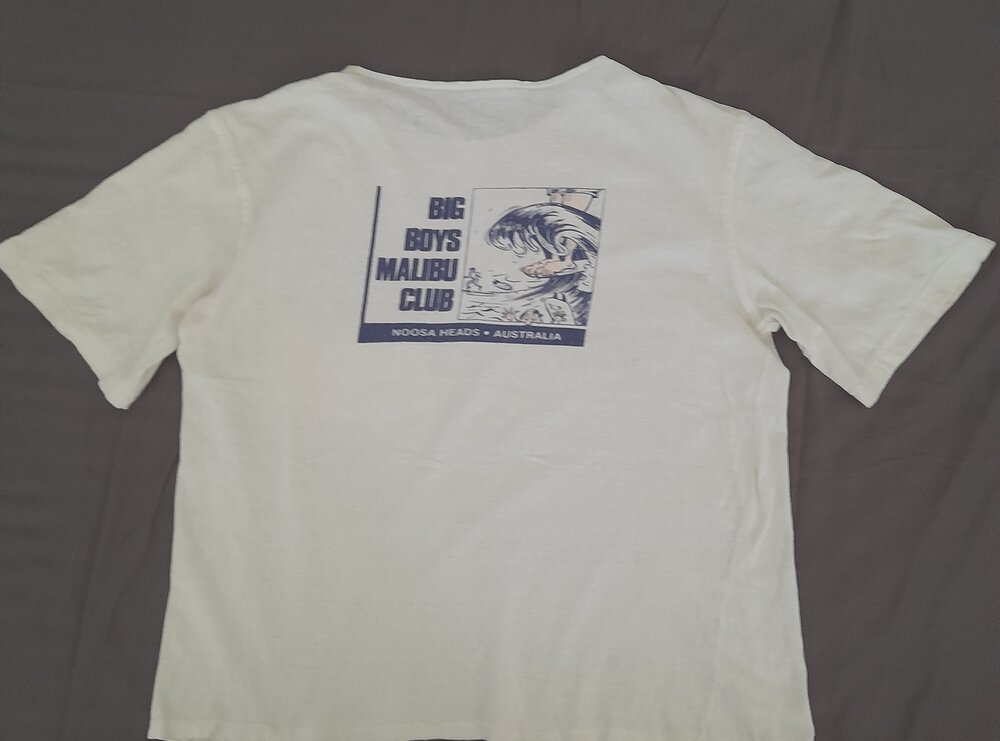 BIG
BOYS
MALIBU
CLUB
NOOSA HEADS • AUSTRALIA